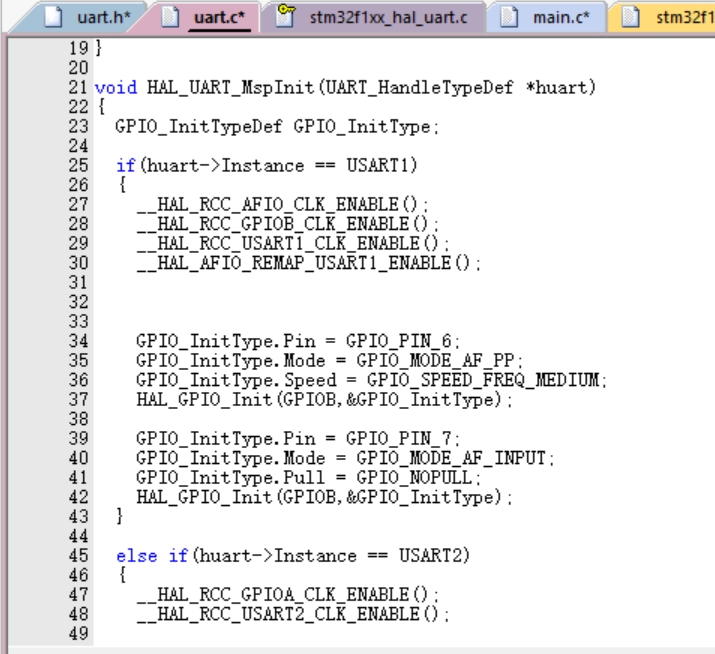 uart.h* uart.c* stm32f1xx_hal_uart.c main.c* stm32f1
19 }
20
21 void HAL_UART_MspInit(UART_HandleTypeDef *huart)
22 {
23   GPIO_InitTypeDef GPIO_InitType;
24
25   if(huart->Instance == USART1)
26   {
27     __HAL_RCC_AFIO_CLK_ENABLE();
28     __HAL_RCC_GPIOB_CLK_ENABLE();
29     __HAL_RCC_USART1_CLK_ENABLE();
30     __HAL_AFIO_REMAP_USART1_ENABLE();
31
32
33
34     GPIO_InitType.Pin = GPIO_PIN_6;
35     GPIO_InitType.Mode = GPIO_MODE_AF_PP;
36     GPIO_InitType.Speed = GPIO_SPEED_FREQ_MEDIUM;
37     HAL_GPIO_Init(GPIOB,&GPIO_InitType);
38
39     GPIO_InitType.Pin = GPIO_PIN_7;
40     GPIO_InitType.Mode = GPIO_MODE_AF_INPUT;
41     GPIO_InitType.Pull = GPIO_NOPULL;
42     HAL_GPIO_Init(GPIOB,&GPIO_InitType);
43   }
44
45   else if(huart->Instance == USART2)
46   {
47     __HAL_RCC_GPIOA_CLK_ENABLE();
48     __HAL_RCC_USART2_CLK_ENABLE();
49